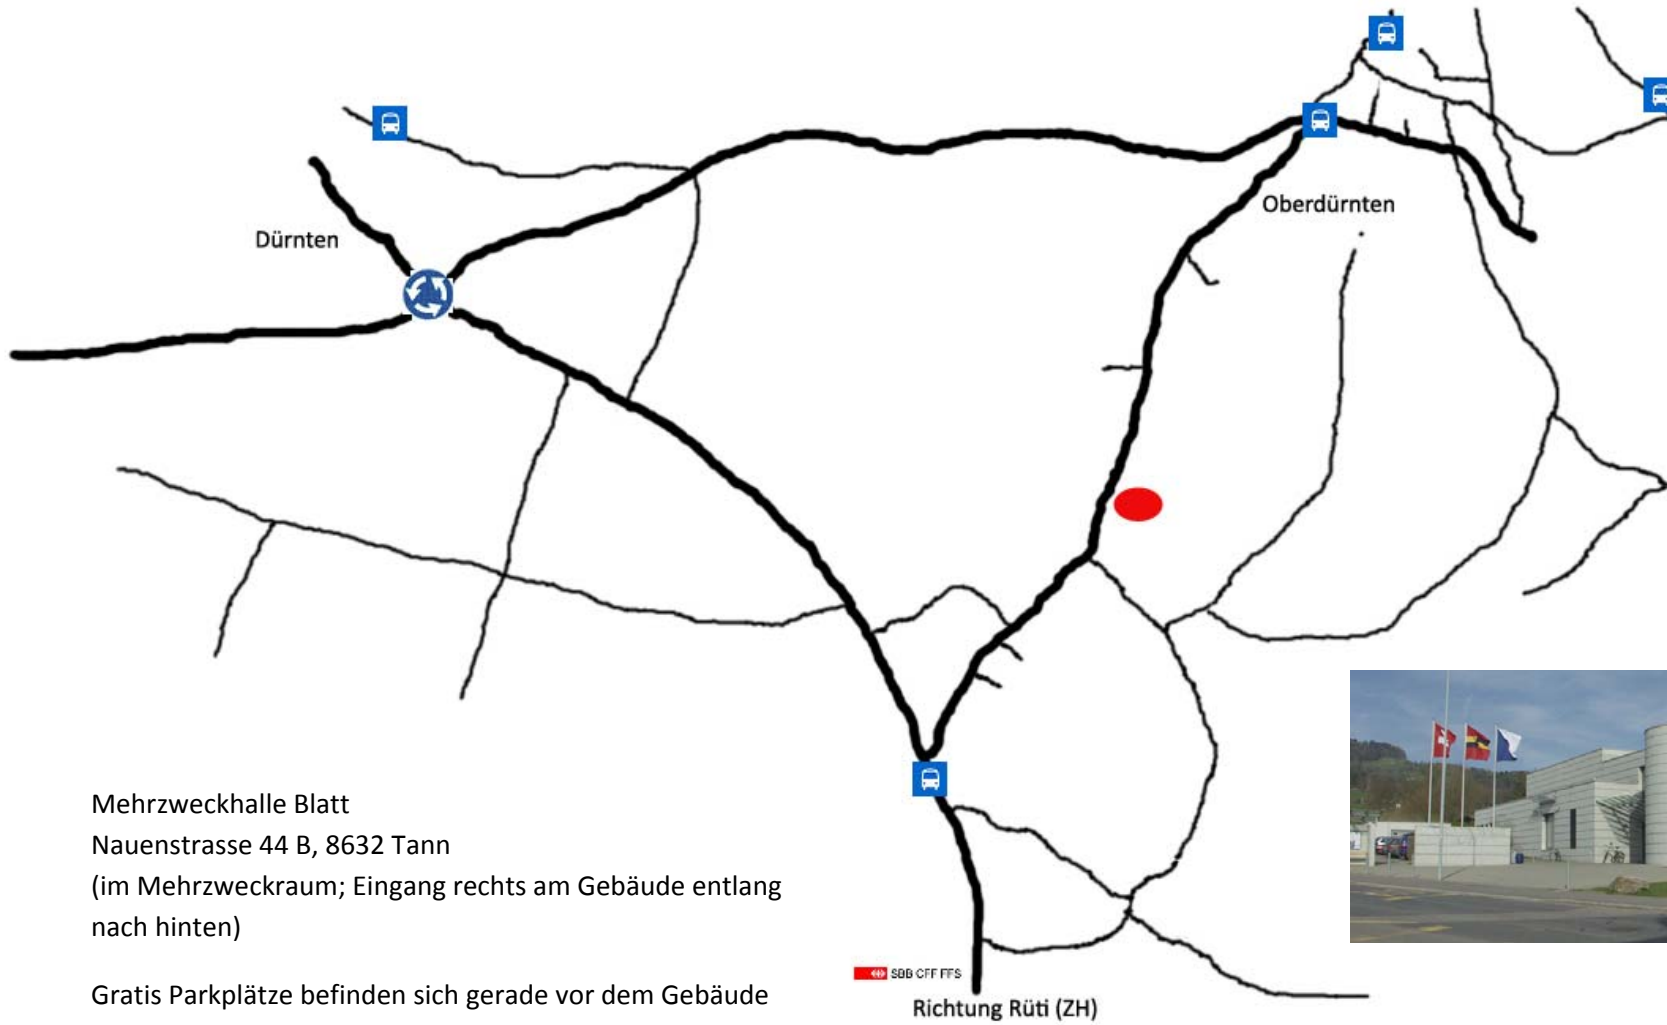 Oberdürnten
Dürnten
Mehrzweckhalle Blatt
Nauenstrasse 44 B, 8632 Tann
(im Mehrzweckraum; Eingang rechts am Gebäude entlang
nach hinten)
Gratis Parkplätze befinden sich gerade vor dem Gebäude
SBB CFF FFS
Richtung Rüti (ZH)